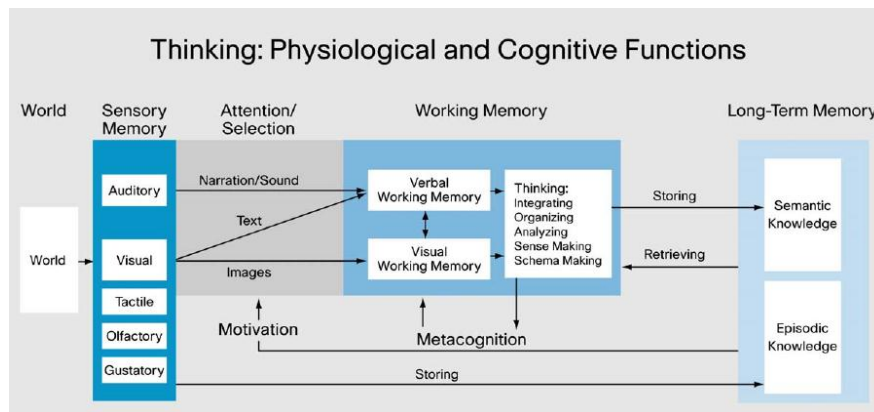 Thinking: Physiological and Cognitive Functions
World
Sensory
Memory
Attention/
Selection
Working Memory
Long-Term Memory
World
Auditory
Visual
Tactile
Olfactory
Gustatory
Narration/Sound
Text
Images
Motivation
Verbal
Working Memory
Visual
Working Memory
Metacognition
Thinking:
Integrating
Organizing
Analyzing
Sense Making
Schema Making
Storing
Retrieving
Storing
Semantic
Knowledge
Episodic
Knowledge